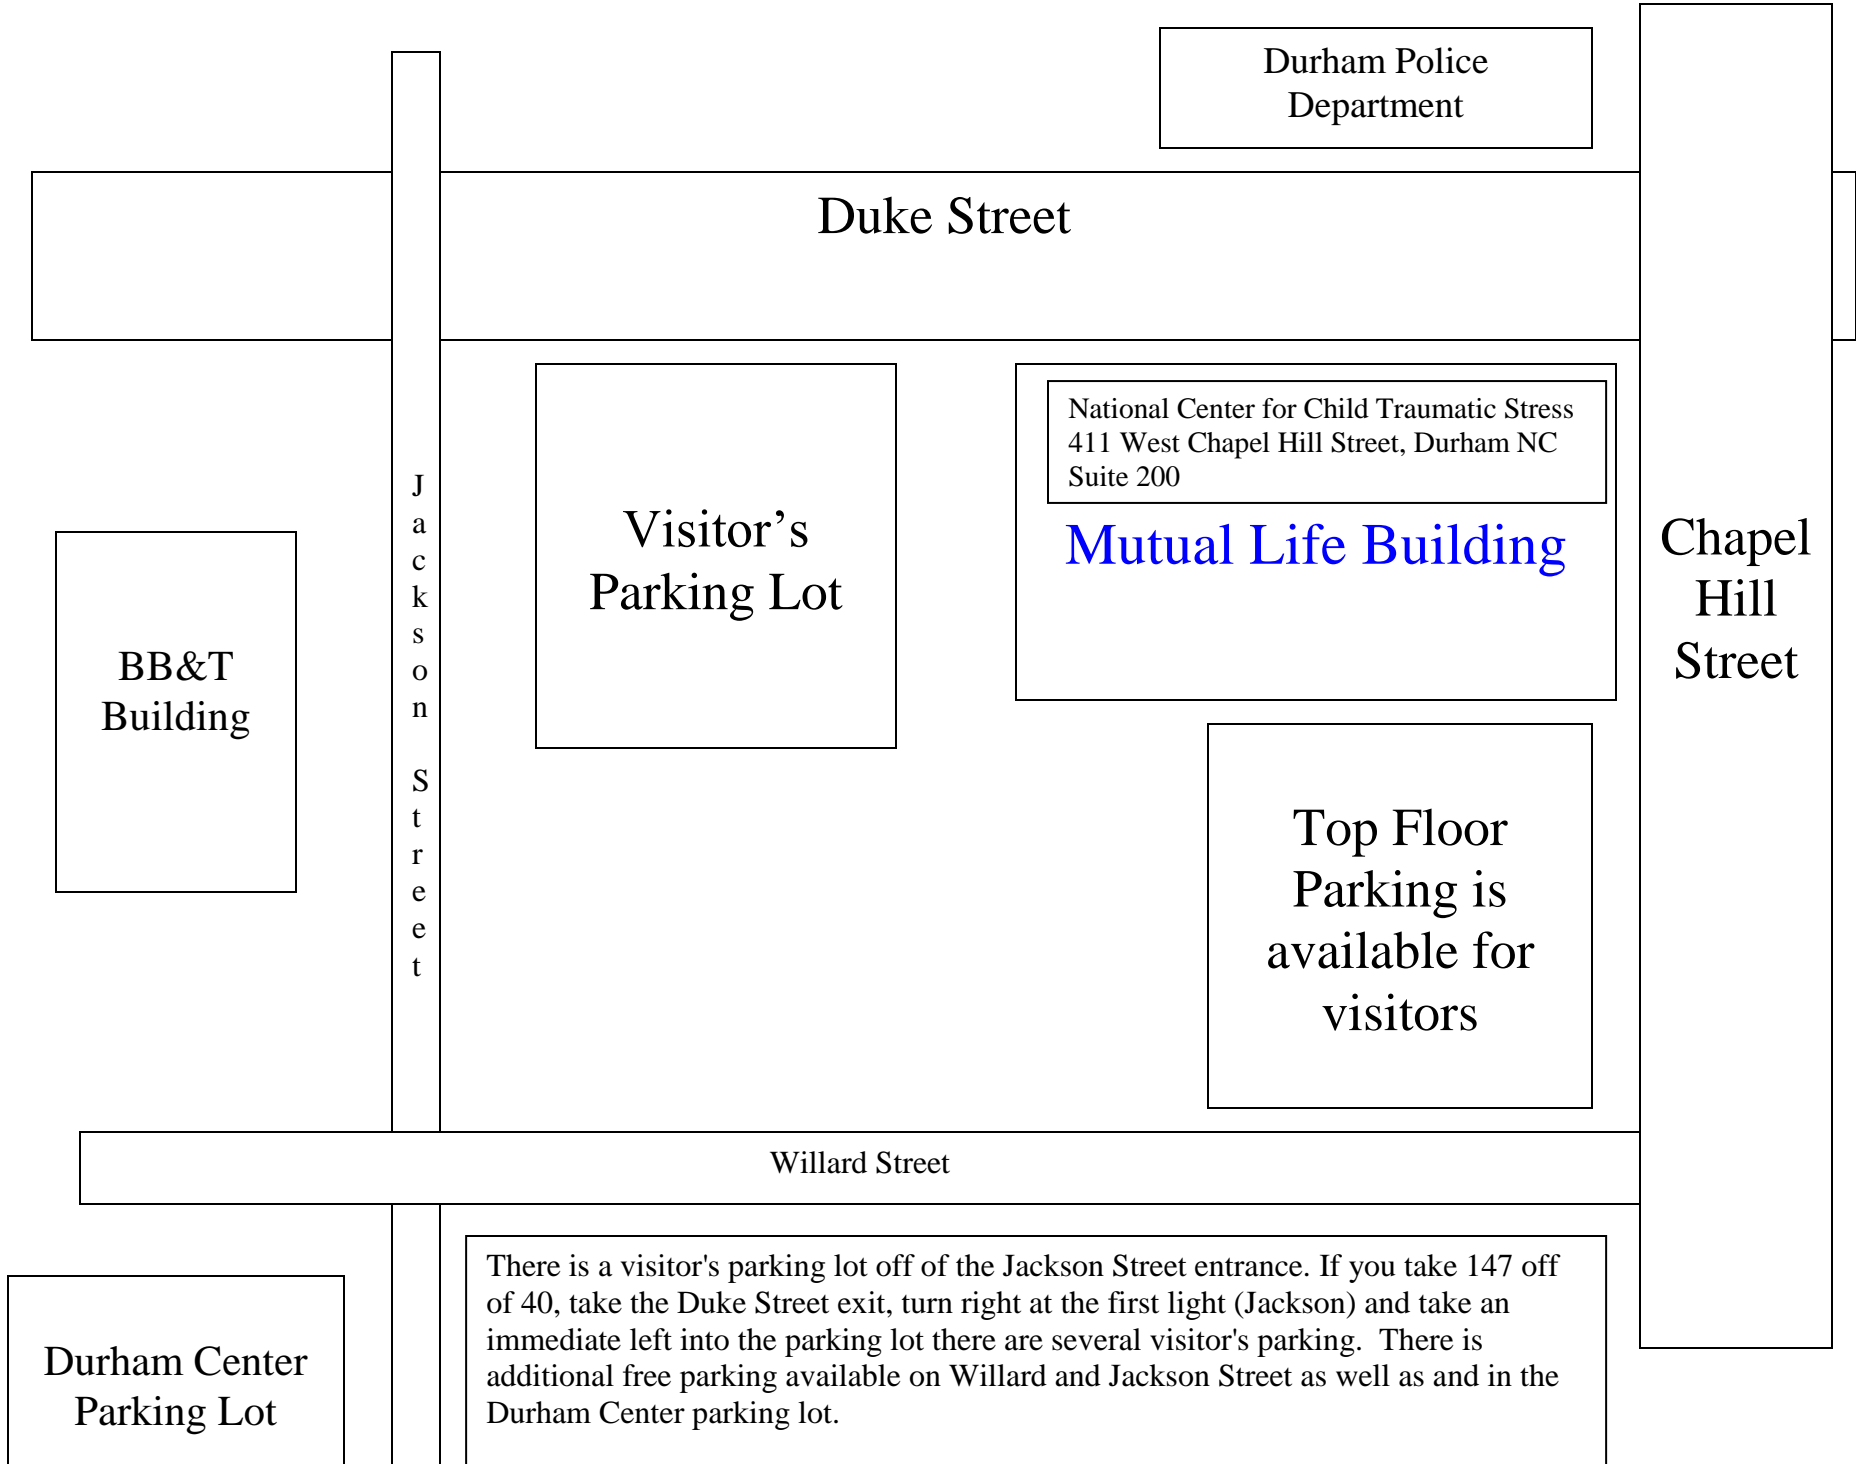 Durham Police
Department
Duke Street
National Center for Child Traumatic Stress
411 West Chapel Hill Street, Durham NC
Suite 200
Mutual Life Building
Visitor’s
Parking Lot
Jackson Street
Chapel
Hill
Street
BB&T
Building
Top Floor
Parking is
available for
visitors
Willard Street
There is a visitor's parking lot off of the Jackson Street entrance. If you take 147 off
of 40, take the Duke Street exit, turn right at the first light (Jackson) and take an
immediate left into the parking lot there are several visitor's parking.  There is
additional free parking available on Willard and Jackson Street as well as and in the
Durham Center parking lot.
Durham Center
Parking Lot